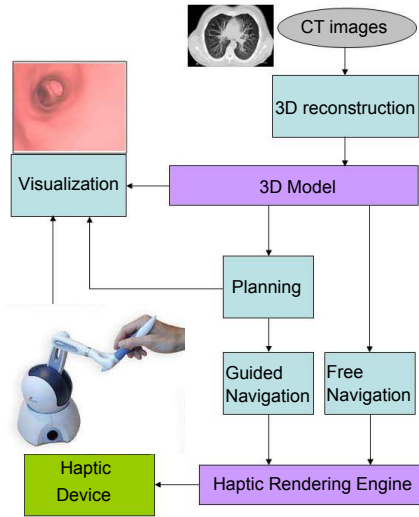 CT images
3D reconstruction
Visualization
3D Model
Planning
Guided
Navigation
Free
Navigation
Haptic
Device
Haptic Rendering Engine